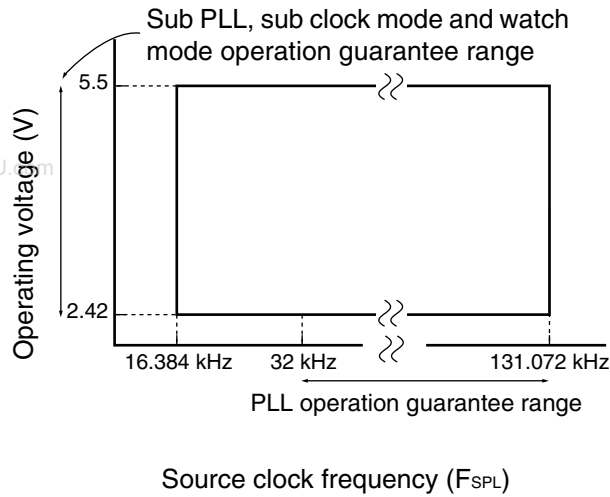 Sub PLL, sub clock mode and watch
mode operation guarantee range
5.5
Operating voltage (V)
U.com
2.42
16.384 kHz
32 kHz
131.072 kHz
PLL operation guarantee range
Source clock frequency (FSPL)